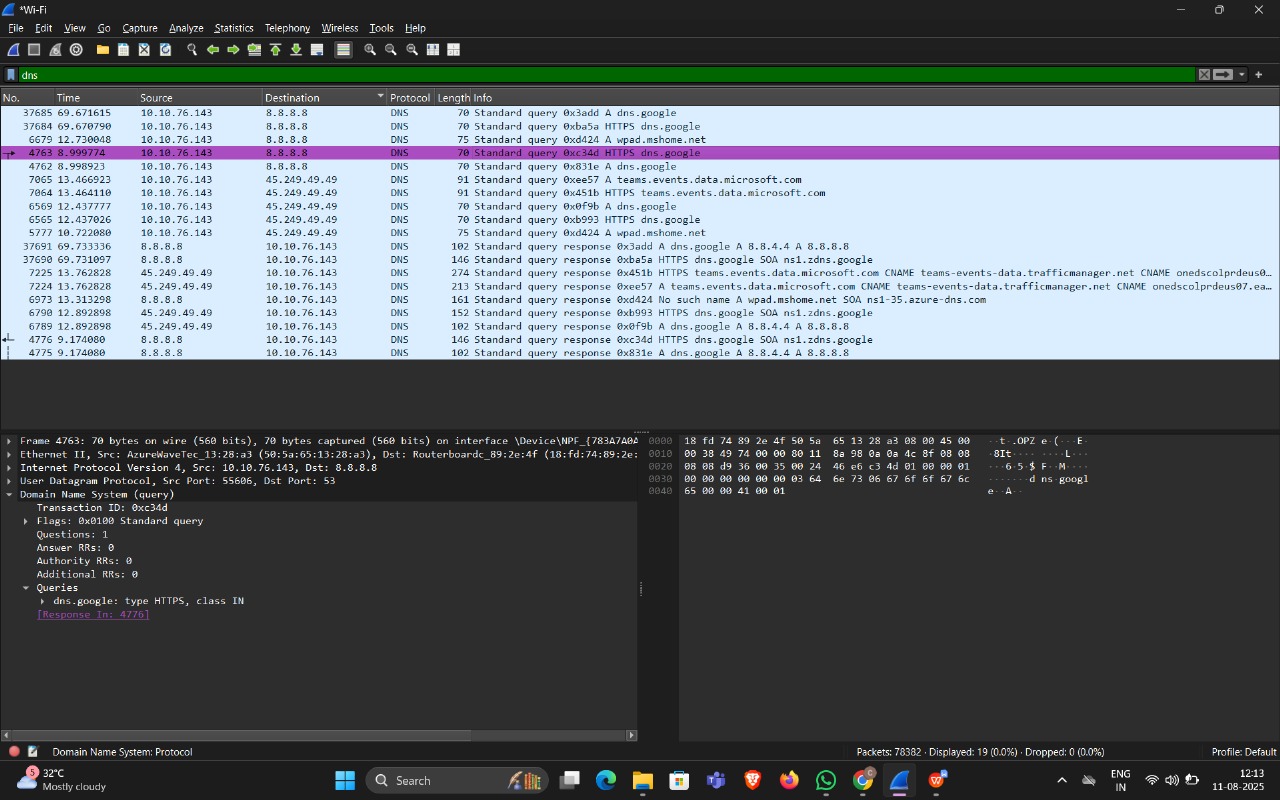 *Wi-Fi
File Edit View Go Capture Analyze Statistics Telephony Wireless Tools Help
dns
No. Time Source Destination Protocol Length Info
37685 69.671615 10.10.76.143 8.8.8.8 DNS 70 Standard query 0x3add A dns.google
37684 69.670790 10.10.76.143 8.8.8.8 DNS 70 Standard query 0xba5a HTTPS dns.google
6679 12.730048 10.10.76.143 8.8.8.8 DNS 75 Standard query 0xd424 A wpad.mshome.net
4763 8.999774 10.10.76.143 8.8.8.8 DNS 70 Standard query 0xc34d HTTPS dns.google
4762 8.998923 10.10.76.143 8.8.8.8 DNS 70 Standard query 0x831e A dns.google
7065 13.466923 10.10.76.143 45.249.49.49 DNS 91 Standard query 0xee57 A teams.events.data.microsoft.com
7064 13.464110 10.10.76.143 45.249.49.49 DNS 91 Standard query 0x451b HTTPS teams.events.data.microsoft.com
6569 12.437777 10.10.76.143 45.249.49.49 DNS 70 Standard query 0x0f9b A dns.google
6565 12.437026 10.10.76.143 45.249.49.49 DNS 70 Standard query 0xb993 HTTPS dns.google
5777 10.722080 10.10.76.143 45.249.49.49 DNS 75 Standard query 0xd424 A wpad.mshome.net
37691 69.733336 8.8.8.8 10.10.76.143 DNS 102 Standard query response 0x3add A dns.google A 8.8.4.4 A 8.8.8.8
37690 69.731097 8.8.8.8 10.10.76.143 DNS 146 Standard query response 0xba5a HTTPS dns.google SOA ns1.zdns.google
7225 13.762828 45.249.49.49 10.10.76.143 DNS 274 Standard query response 0x451b HTTPS teams.events.data.microsoft.com CNAME teams-events-data.trafficmanager.net CNAME onedscolprdeus0...
7224 13.762828 45.249.49.49 10.10.76.143 DNS 213 Standard query response 0xee57 A teams.events.data.microsoft.com CNAME teams-events-data.trafficmanager.net CNAME onedscolprdeus07.ea...
6973 13.313298 8.8.8.8 10.10.76.143 DNS 161 Standard query response 0xd424 No such name A wpad.mshome.net SOA ns1-35.azure-dns.com
6790 12.892898 45.249.49.49 10.10.76.143 DNS 152 Standard query response 0xb993 HTTPS dns.google SOA ns1.zdns.google
6789 12.892898 45.249.49.49 10.10.76.143 DNS 102 Standard query response 0x0f9b A dns.google A 8.8.4.4 A 8.8.8.8
4776 9.174080 8.8.8.8 10.10.76.143 DNS 146 Standard query response 0xc34d HTTPS dns.google SOA ns1.zdns.google
4775 9.174080 8.8.8.8 10.10.76.143 DNS 102 Standard query response 0x831e A dns.google A 8.8.4.4 A 8.8.8.8
Frame 4763: 70 bytes on wire (560 bits), 70 bytes captured (560 bits) on interface \Device\NPF_{783A7A0A
Ethernet II, Src: AzureWaveTec_13:28:a3 (50:5a:65:13:28:a3), Dst: Routerboardc_89:2e:4f (18:fd:74:89:2e:
Internet Protocol Version 4, Src: 10.10.76.143, Dst: 8.8.8.8
User Datagram Protocol, Src Port: 55606, Dst Port: 53
Domain Name System (query)
Transaction ID: 0xc34d
Flags: 0x0100 Standard query
Questions: 1
Answer RRs: 0
Authority RRs: 0
Additional RRs: 0
Queries
dns.google: type HTTPS, class IN
[Response In: 4776]
0000 18 fd 74 89 2e 4f 50 5a 65 13 28 a3 08 00 45 00 ··t·.OPZ e·(···E·
0010 00 38 49 74 00 00 80 11 8a 98 0a 0a 4c 8f 08 08 ·8It···· ····L···
0020 08 08 d9 36 00 35 00 24 46 e6 c3 4d 01 00 00 01 ···6·5·$ F··M····
0030 00 00 00 00 00 00 03 64 6e 73 06 67 6f 6f 67 6c ·······d ns·googl
0040 65 00 00 41 00 01 e··A··
Domain Name System: Protocol
Packets: 78382 · Displayed: 19 (0.0%) · Dropped: 0 (0.0%)
Profile: Default
5
32°C
Mostly cloudy
Search
ENG
IN
12:13
11-08-2025